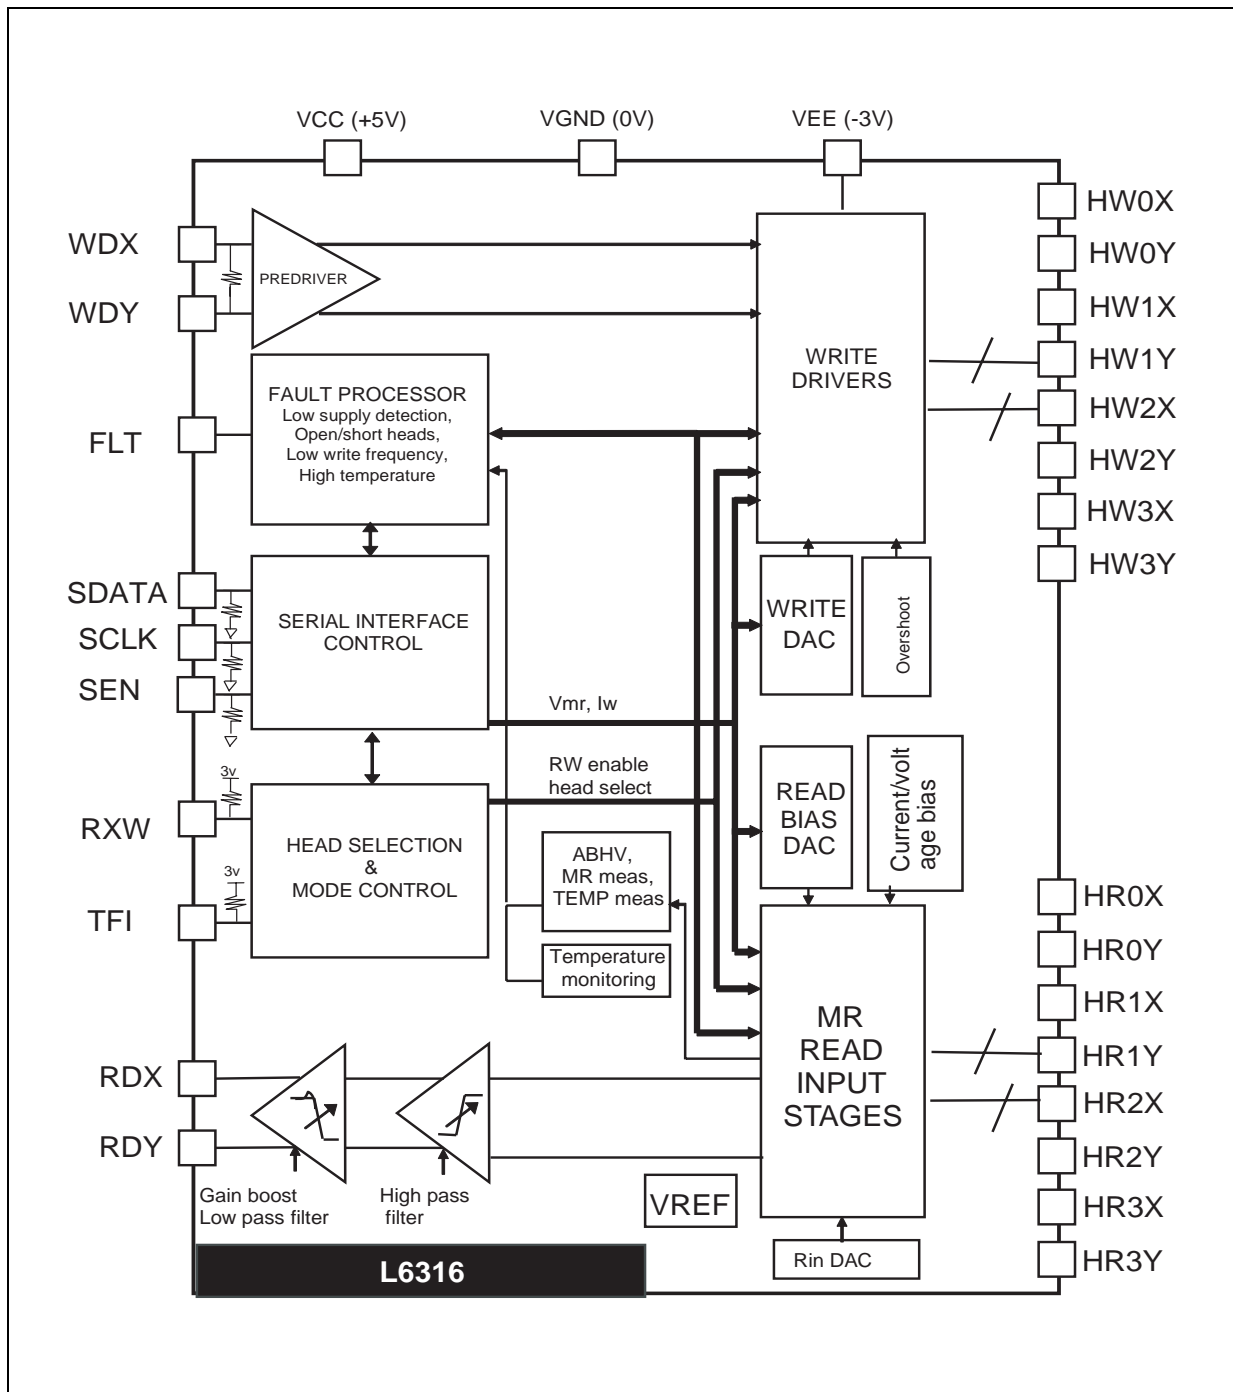 VCC (+5V)
VGND (0V)
VEE (-3V)
WDX
WDY
PREDRIVER
WRITE
DRIVERS
HW0X
HW0Y
HW1X
HW1Y
HW2X
HW2Y
HW3X
HW3Y
FLT
FAULT PROCESSOR
Low supply detection,
Open/short heads,
Low write frequency,
High temperature
SDATA
SCLK
SEN
SERIAL INTERFACE
CONTROL
WRITE
DAC
Overshoot
Vmr, Iw
RW enable
head select
3v
RXW
3v
TFI
HEAD SELECTION
&
MODE CONTROL
ABHV,
MR meas,
TEMP meas
Temperature
monitoring
READ
BIAS
DAC
Current/volt
age bias
MR
READ
INPUT
STAGES
HR0X
HR0Y
HR1X
HR1Y
HR2X
HR2Y
HR3X
HR3Y
RDX
RDY
Gain boost
Low pass filter
High pass
filter
VREF
Rin DAC
L6316